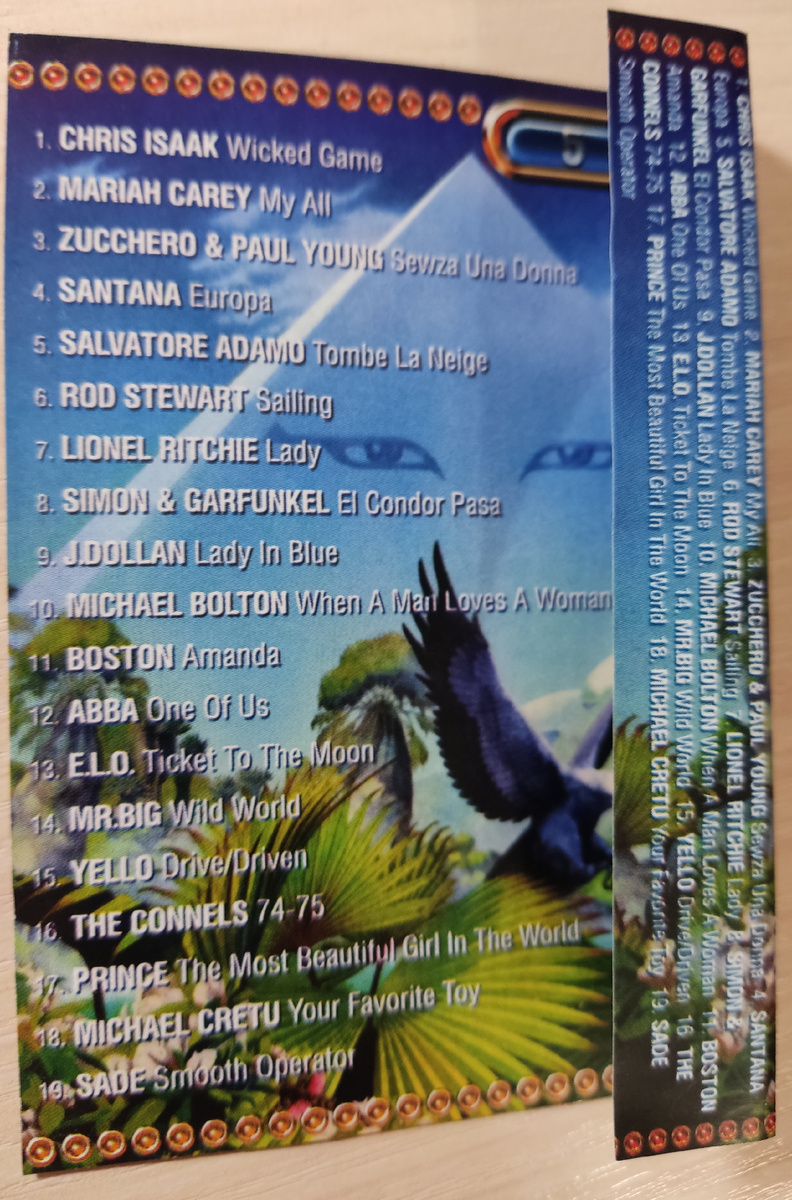 5
1. CHRIS ISAAK Wicked Game
2. MARIAH CAREY My All
3. ZUCCHERO & PAUL YOUNG Sewza Una Donna
4. SANTANA Europa
5. SALVATORE ADAMO Tombe La Neige
6. ROD STEWART Sailing
7. LIONEL RITCHIE Lady
8. SIMON & GARFUNKEL El Condor Pasa
9. J.DOLLAN Lady In Blue
10. MICHAEL BOLTON When A Man Loves A Woman
11. BOSTON Amanda
12. ABBA One Of Us
13. E.L.O. Ticket To The Moon
14. MR.BIG Wild World
15. YELLO Drive/Driven
16. THE CONNELS 74-75
17. PRINCE The Most Beautiful Girl In The World
18. MICHAEL CRETU Your Favorite Toy
19. SADE Smooth Operator
1. CHRIS ISAAK Wicked Game 2. MARIAH CAREY My All 3. ZUCCHERO & PAUL YOUNG Sewza Una Donna 4. SANTANA
Europa 5. SALVATORE ADAMO Tombe La Neige 6. ROD STEWART Sailing 7. LIONEL RITCHIE Lady 8. SIMON &
GARFUNKEL El Condor Pasa 9. J.DOLLAN Lady In Blue 10. MICHAEL BOLTON When A Man Loves A Woman 11. BOSTON
Amanda 12. ABBA One Of Us 13 E.L.O. Ticket To The Moon 14. MR.BIG Wild World 15. YELLO Drive/Driven 16. THE
CONNELS 74-75 17. PRINCE The Most Beautiful Girl In The World 18. MICHAEL CRETU Your Favorite Toy 19. SADE
Smooth Operator